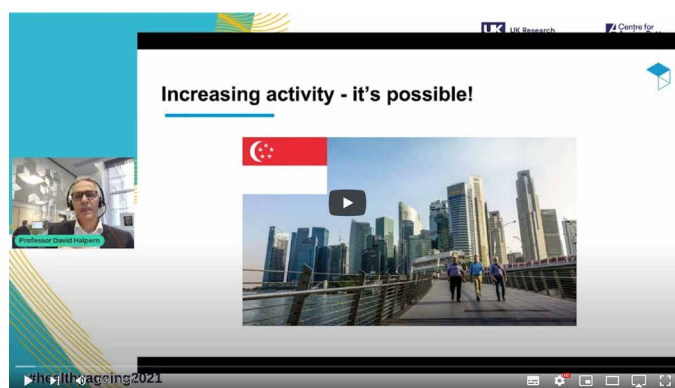 UK Research
Centre for
Increasing activity - it's possible!
Professor David Halpern
#healthyageing2021